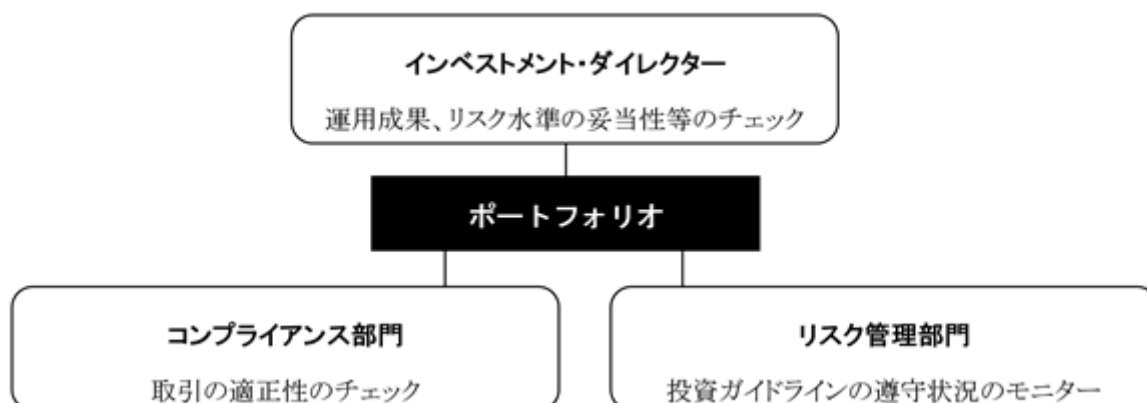 インベストメント・ダイレクター
運用成果、リスク水準の妥当性等のチェック
ポートフォリオ
コンプライアンス部門
取引の適正性のチェック
リスク管理部門
投資ガイドラインの遵守状況のモニター